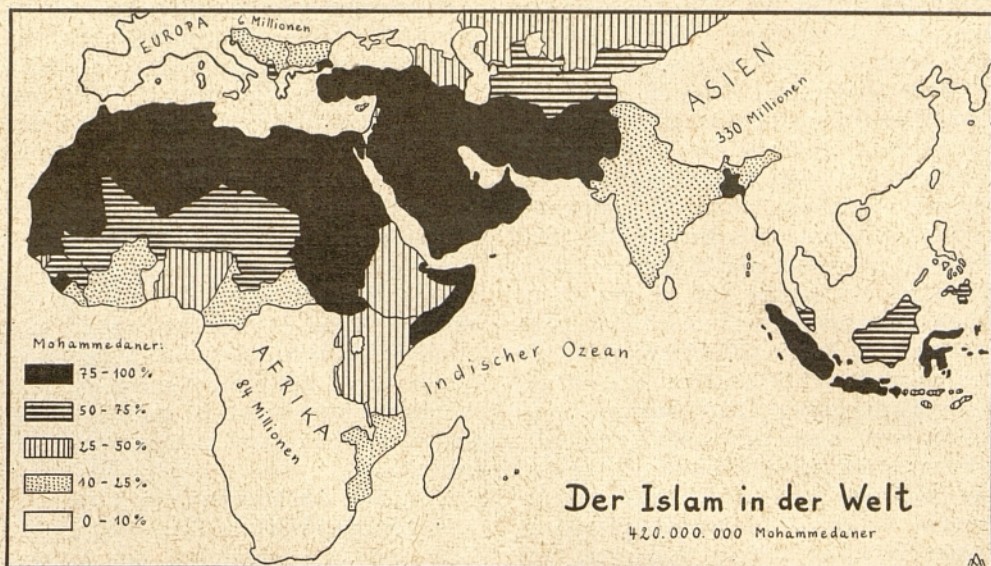 EUROPA
6 Millionen
ASIEN
330 Millionen
AFRIKA
84 Millionen
Indischer Ozean
Mohammedaner:
75-100 %
50-75 %
25-50 %
10-25 %
0-10 %
Der Islam in der Welt
420.000.000 Mohammedaner